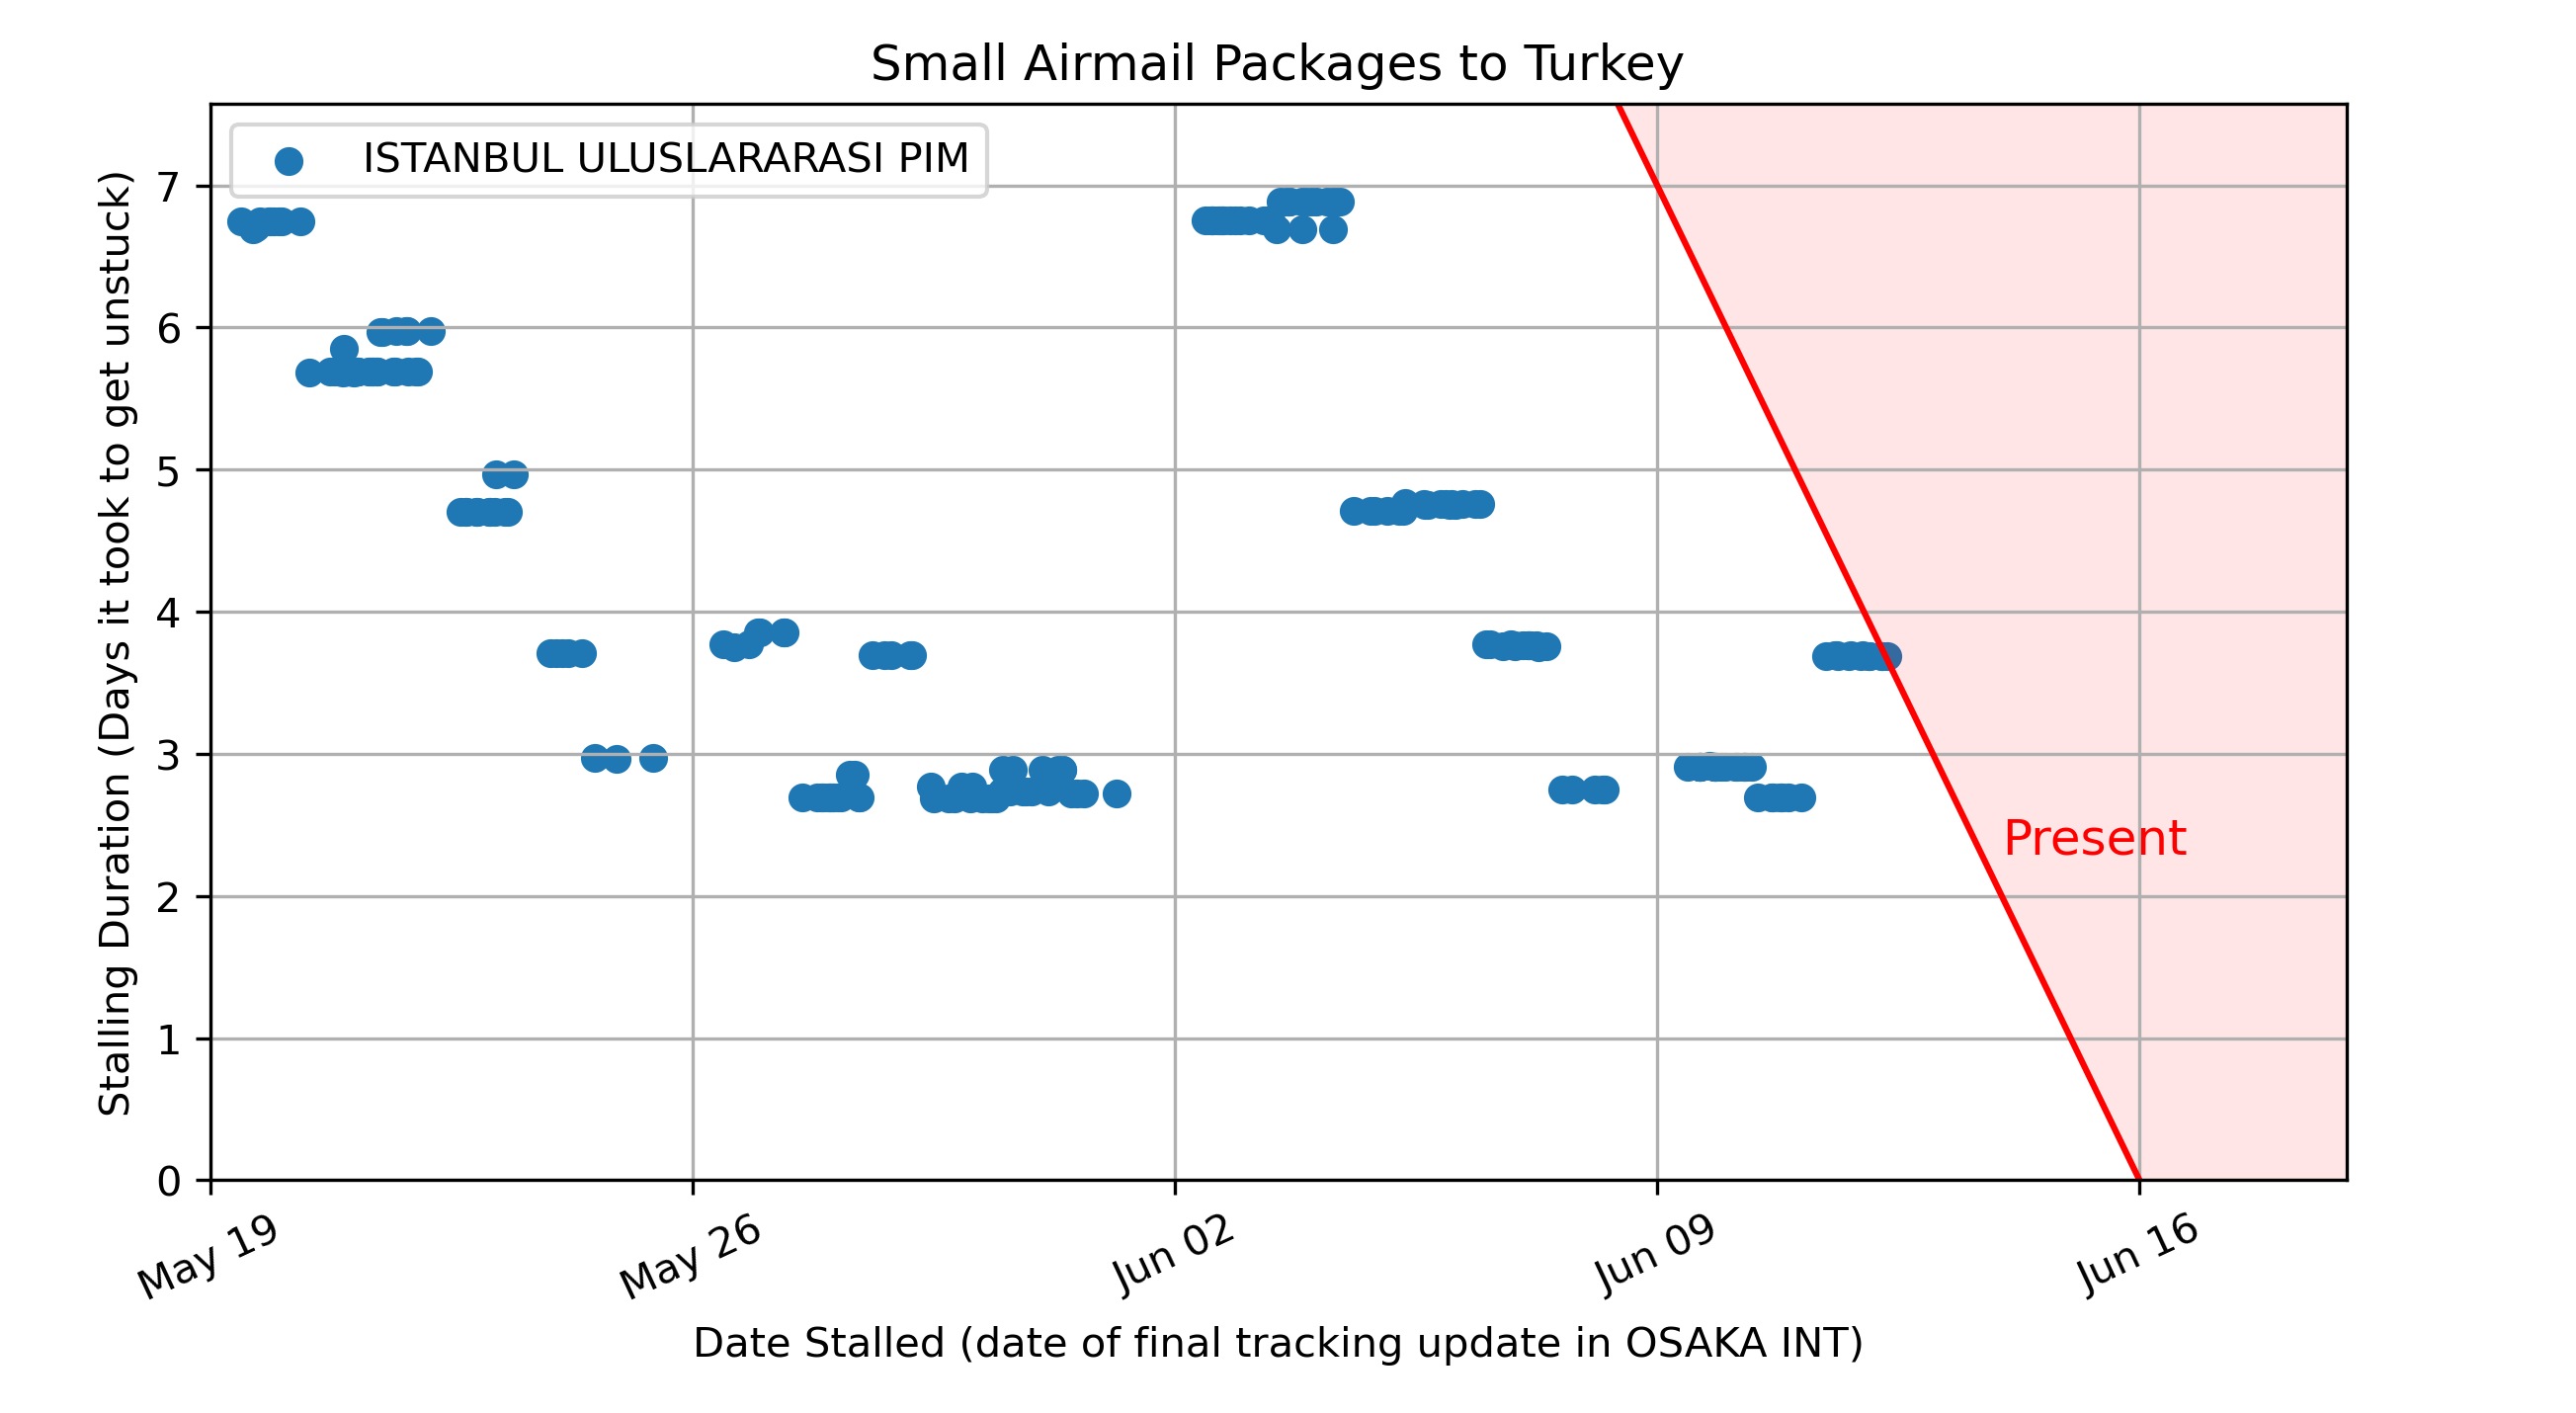 Small Airmail Packages to Turkey
ISTANBUL ULUSLARARASI PIM
Stalling Duration (Days it took to get unstuck)
7
6
5
4
3
2
1
0
Present
May 19
May 26
Jun 02
Jun 09
Jun 16
Date Stalled (date of final tracking update in OSAKA INT)